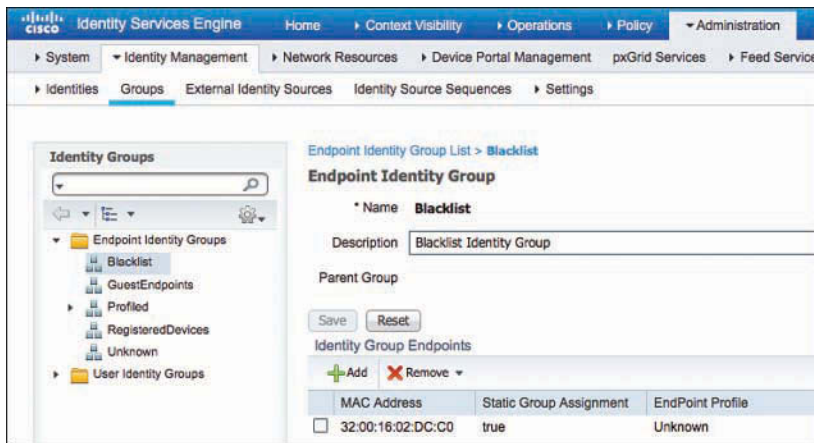 cisco Identity Services Engine Home Context Visibility Operations Policy Administration
System Identity Management Network Resources Device Portal Management pxGrid Services Feed Service
Identities Groups External Identity Sources Identity Source Sequences Settings
Identity Groups
Endpoint Identity Groups
Blacklist
GuestEndpoints
Profiled
RegisteredDevices
Unknown
User Identity Groups
Endpoint Identity Group List > Blacklist
Endpoint Identity Group
* Name Blacklist
Description Blacklist Identity Group
Parent Group
Save Reset
Identity Group Endpoints
Add Remove
MAC Address Static Group Assignment EndPoint Profile
32:00:16:02:DC:C0 true Unknown